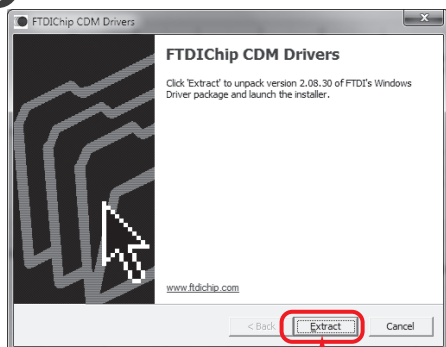 FTDIChip CDM Drivers
x
FTDIChip CDM Drivers
Click 'Extract' to unpack version 2.08.30 of FTDI's Windows
Driver package and launch the installer.
www.ftdichip.com
< Back
Extract
Cancel